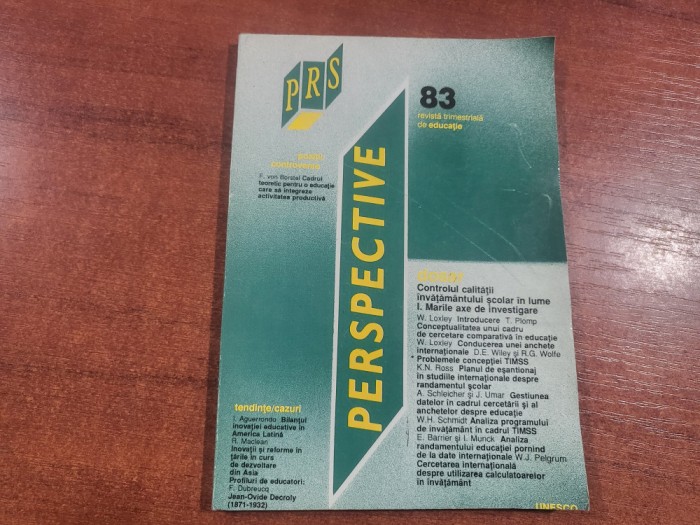 PRS
83
revistă trimestrială
de educație
poziții
controverse
F. von Borstel Cadrul
teoretic pentru o educație
care să integreze
activitatea productivă
PERSPECTIVE
dosar
Controlul calității
învățământului școlar în lume
I. Marile axe de investigare
W. Loxley Introducere T. Plomp
Conceptualitatea unui cadru
de cercetare comparativă în educație
W. Loxley Conducerea unei anchete
internaționale D.E. Wiley și R.G. Wolfe
Problemele concepției TIMSS
K.N. Ross Planul de eșantionaj
în studiile internaționale despre
randamentul școlar
A. Schleicher și J. Umar Gestiunea
datelor în cadrul cercetării și al
anchetelor despre educație
W.H. Schmidt Analiza programului
de învățământ în cadrul TIMSS
E. Barrier și I. Munck Analiza
randamentului educației pornind
de la date internaționale W.J. Pelgrum
Cercetarea internațională
despre utilizarea calculatoarelor
în învățământ
tendințe/cazuri
I. Aguerrondo Bilanțul
inovației educative în
America Latină
R. Maclean
Inovații și reforme în
țările în curs
de dezvoltare
din Asia
Profiluri de educatori:
F. Dubreucq
Jean-Ovide Decroly
(1871-1932)
UNESCO